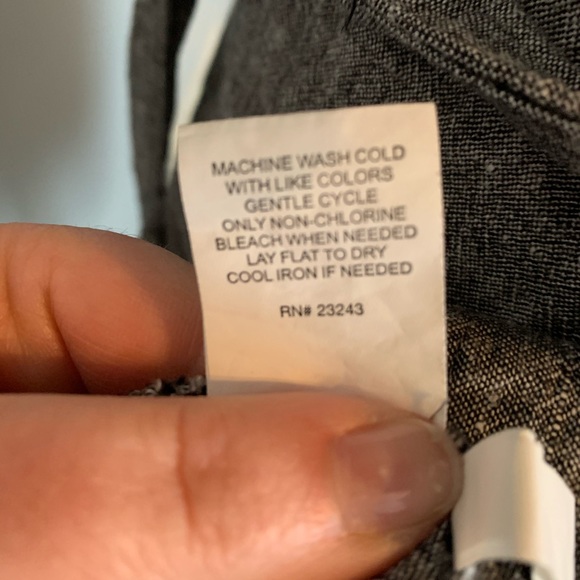 MACHINE WASH COLD
WITH LIKE COLORS
GENTLE CYCLE
ONLY NON-CHLORINE
BLEACH WHEN NEEDED
LAY FLAT TO DRY
COOL IRON IF NEEDED
RN# 23243